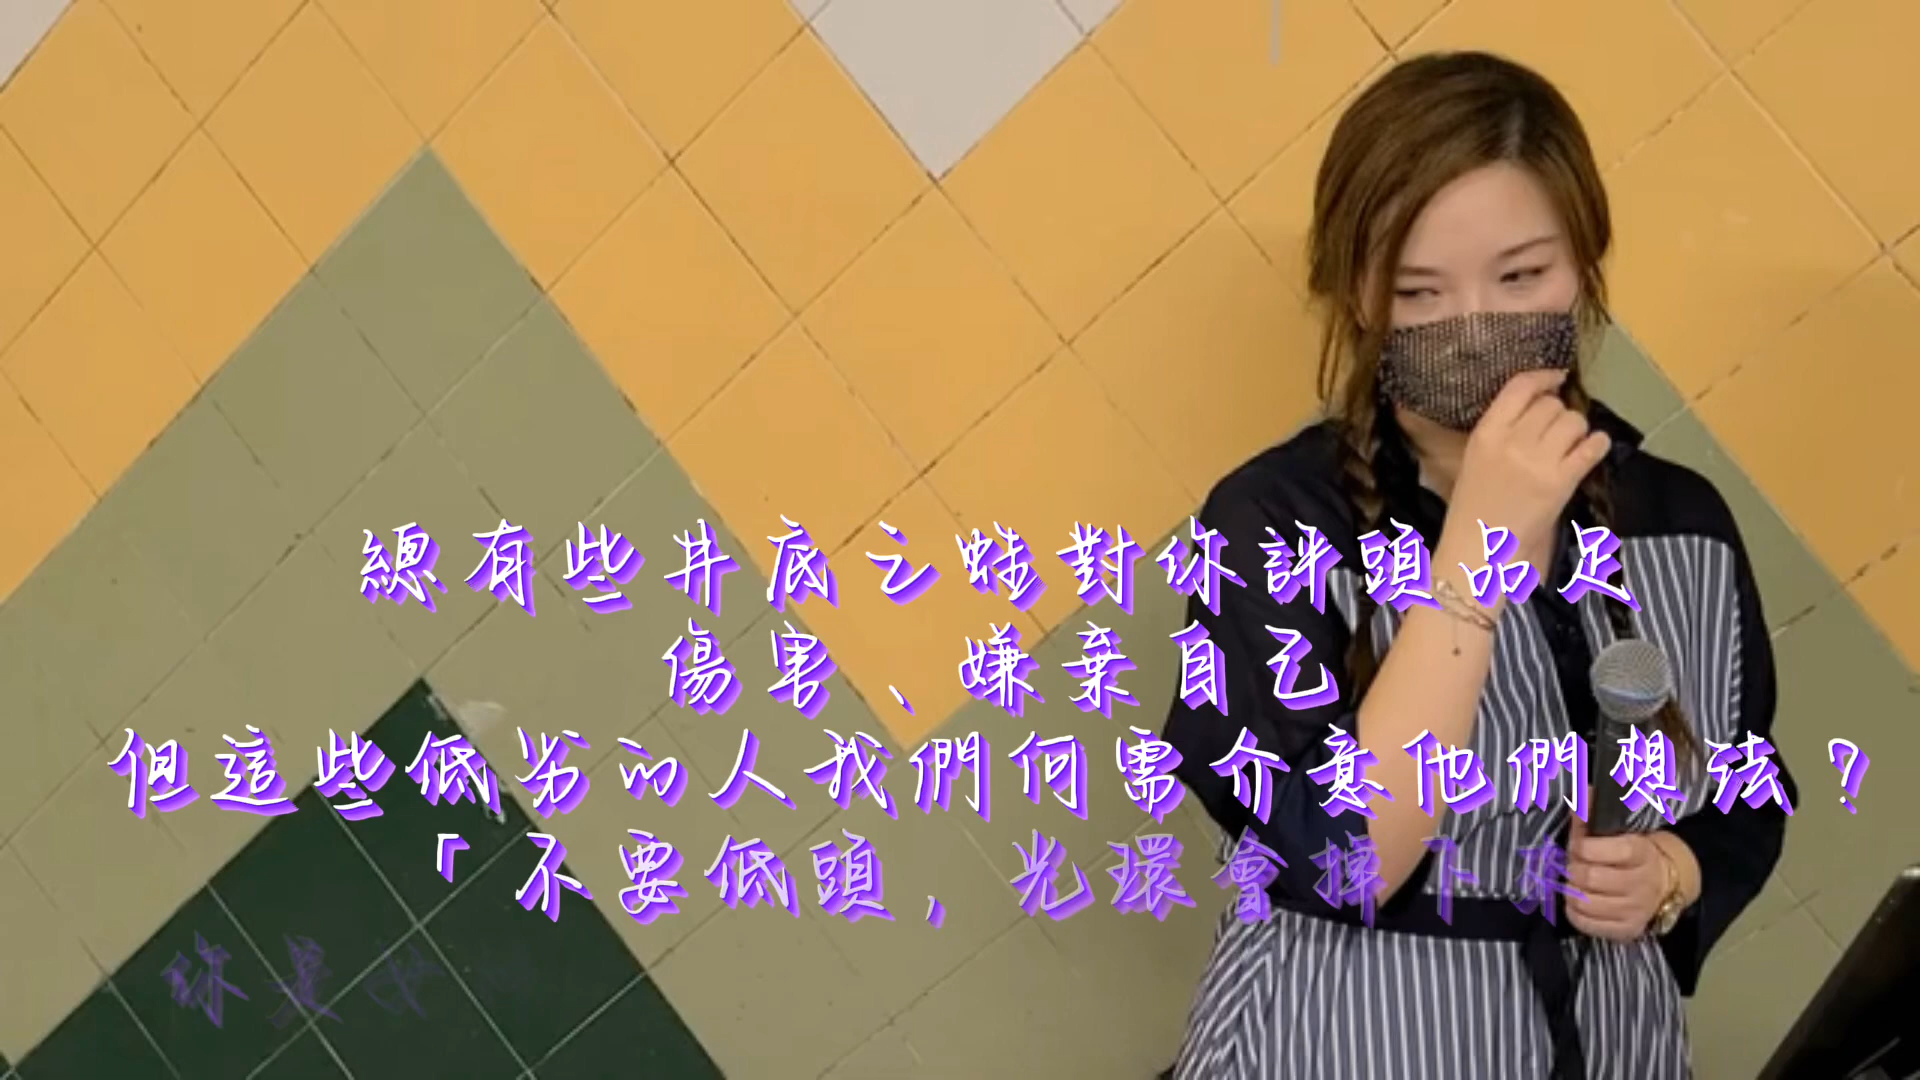 總有些井底之蛙對你評頭品足
傷害、嫌棄自己
但這些低劣的人我們何需介意他們想法？
「不要低頭，光環會掉下來
你是